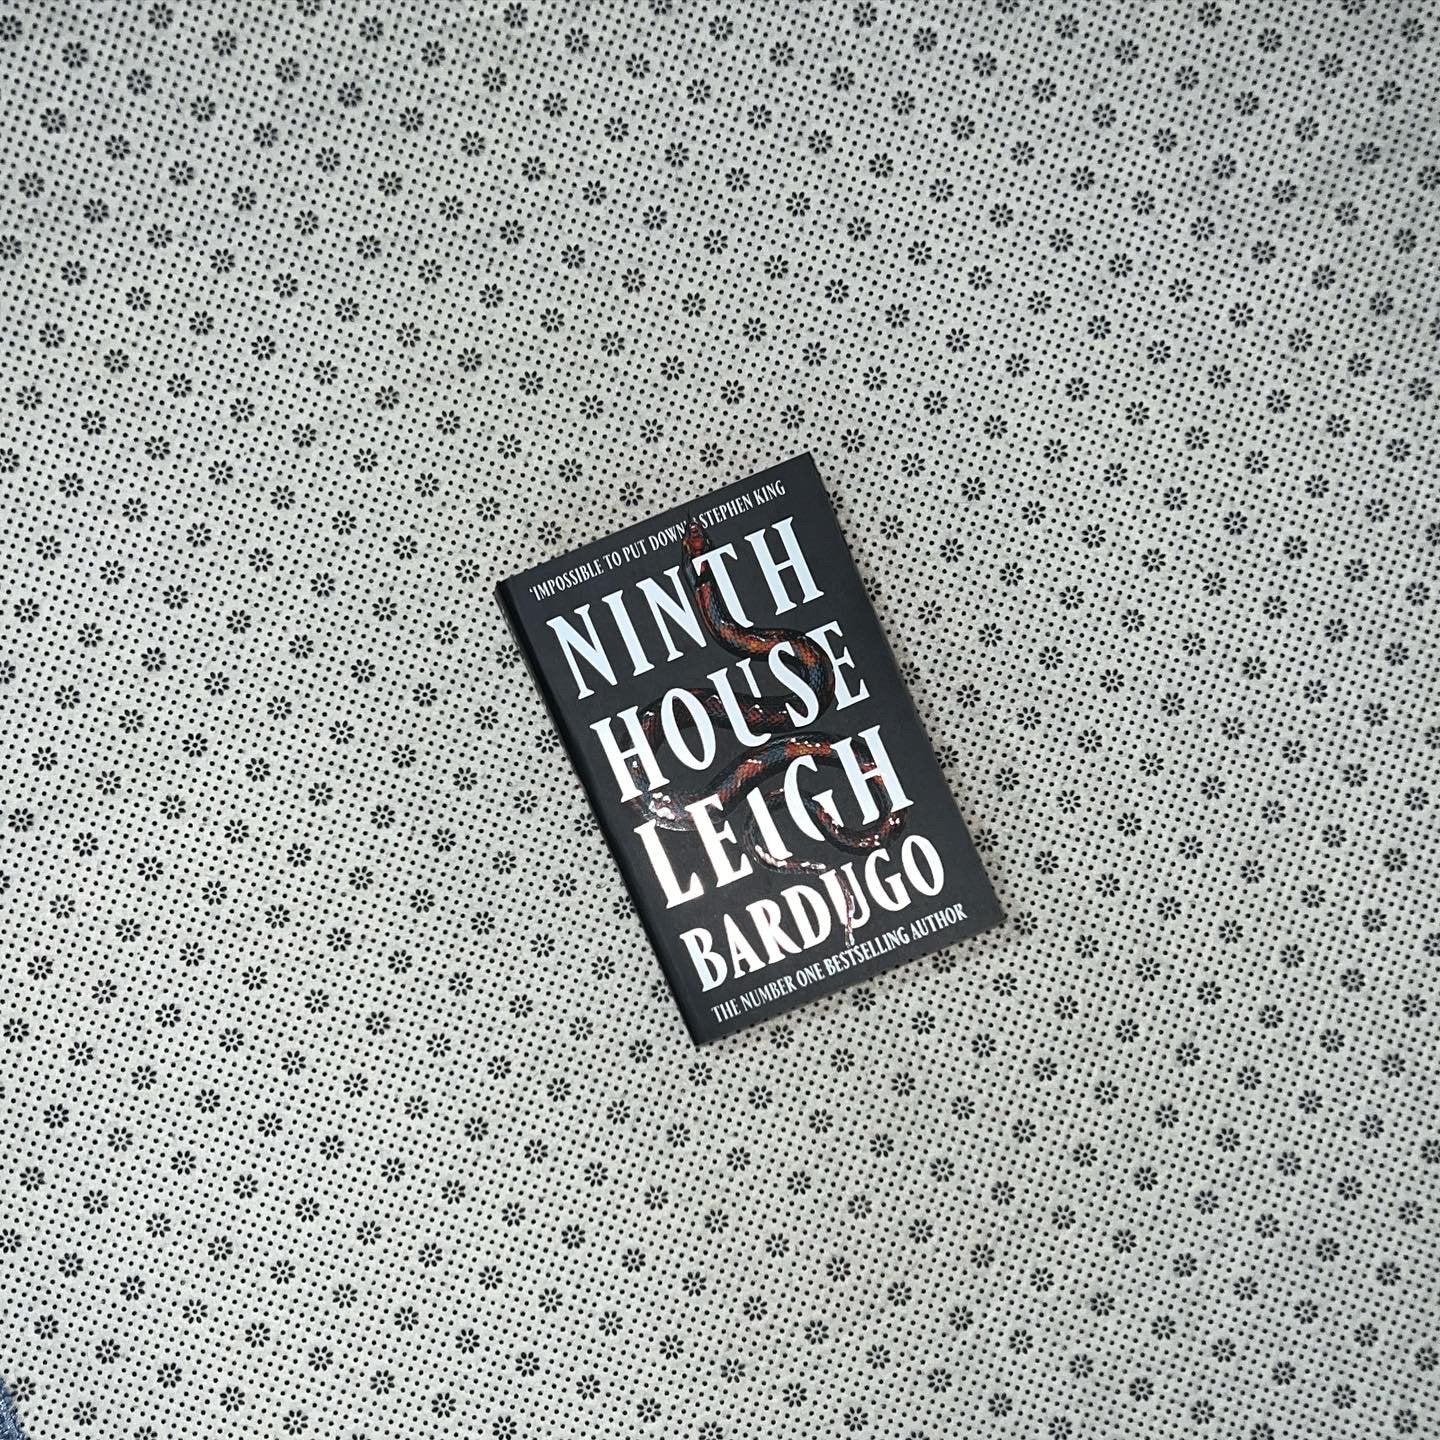 'IMPOSSIBLE TO PUT DOWN' STEPHEN KING
NINTH
HOUSE
LEIGH
BARDUGO
THE NUMBER ONE BESTSELLING AUTHOR